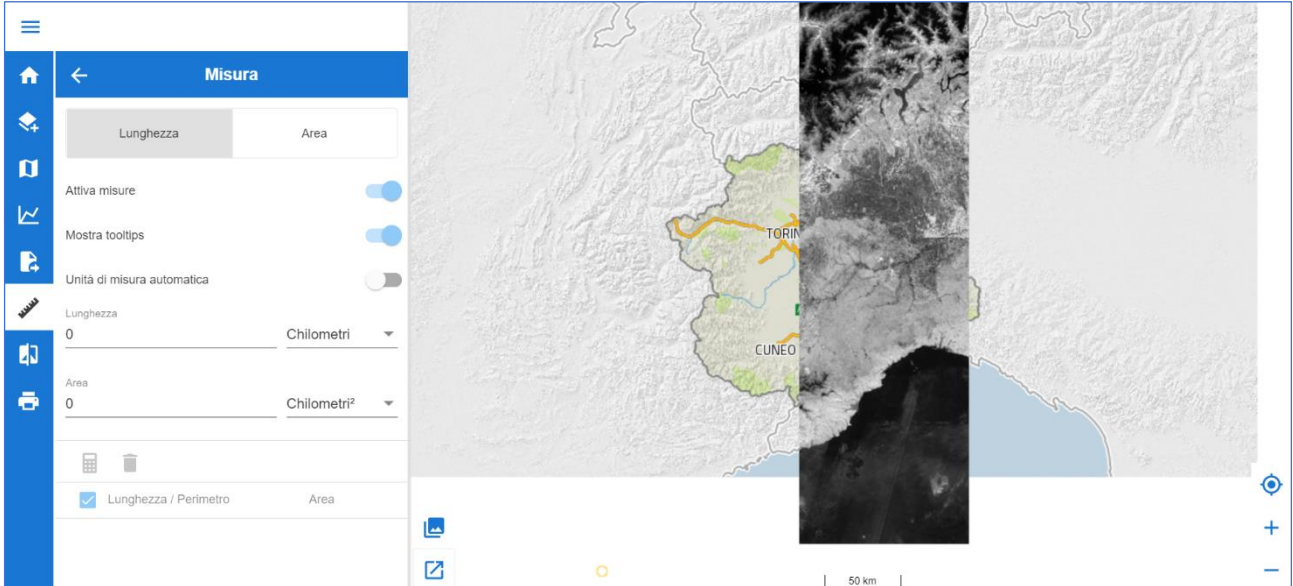 Misura
Lunghezza Area
Attiva misure
Mostra tooltips
Unità di misura automatica
Lunghezza
0 Chilometri
Area
0 Chilometri²
Lunghezza / Perimetro Area
CUNEO
50 km